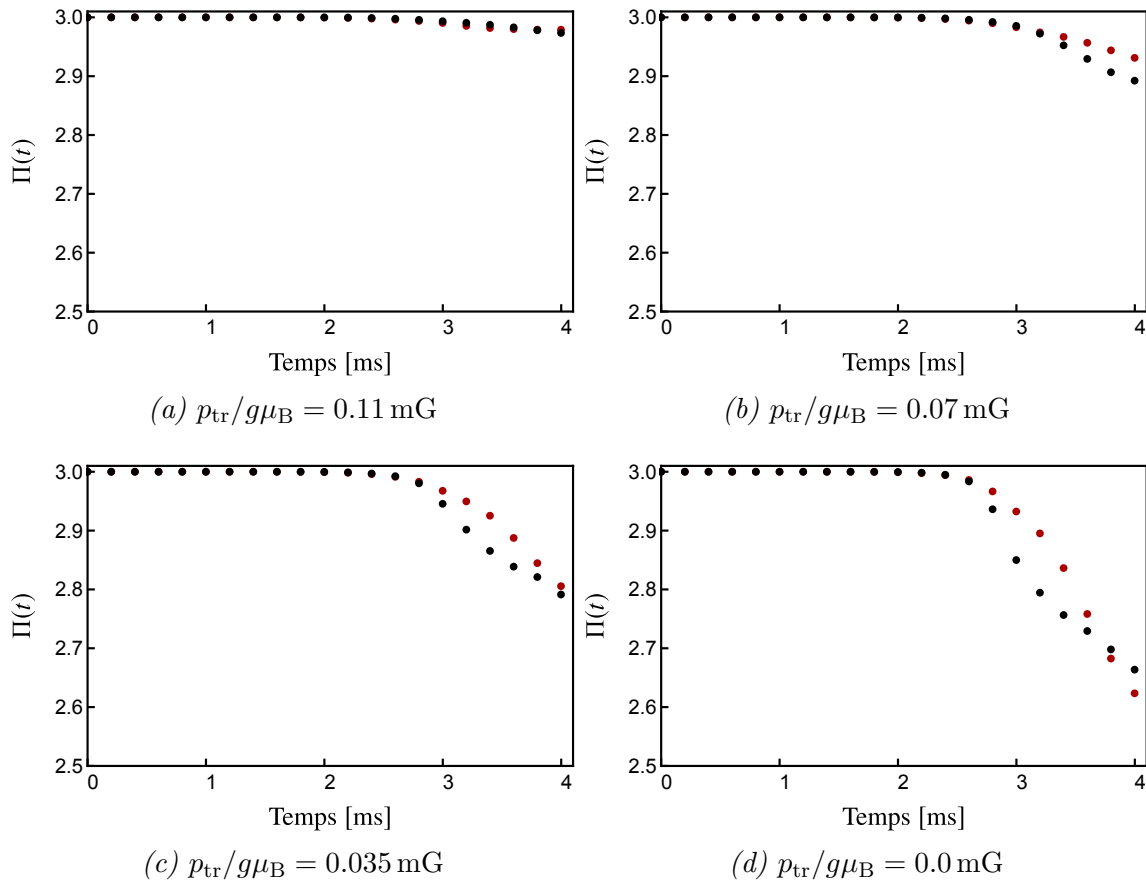 3.0
2.9
2.8
2.7
2.6
2.5
Π(t)
0 1 2 3 4
Temps [ms]
(a) p_tr/gμ_B = 0.11 mG
3.0
2.9
2.8
2.7
2.6
2.5
Π(t)
0 1 2 3 4
Temps [ms]
(b) p_tr/gμ_B = 0.07 mG
3.0
2.9
2.8
2.7
2.6
2.5
Π(t)
0 1 2 3 4
Temps [ms]
(c) p_tr/gμ_B = 0.035 mG
3.0
2.9
2.8
2.7
2.6
2.5
Π(t)
0 1 2 3 4
Temps [ms]
(d) p_tr/gμ_B = 0.0 mG